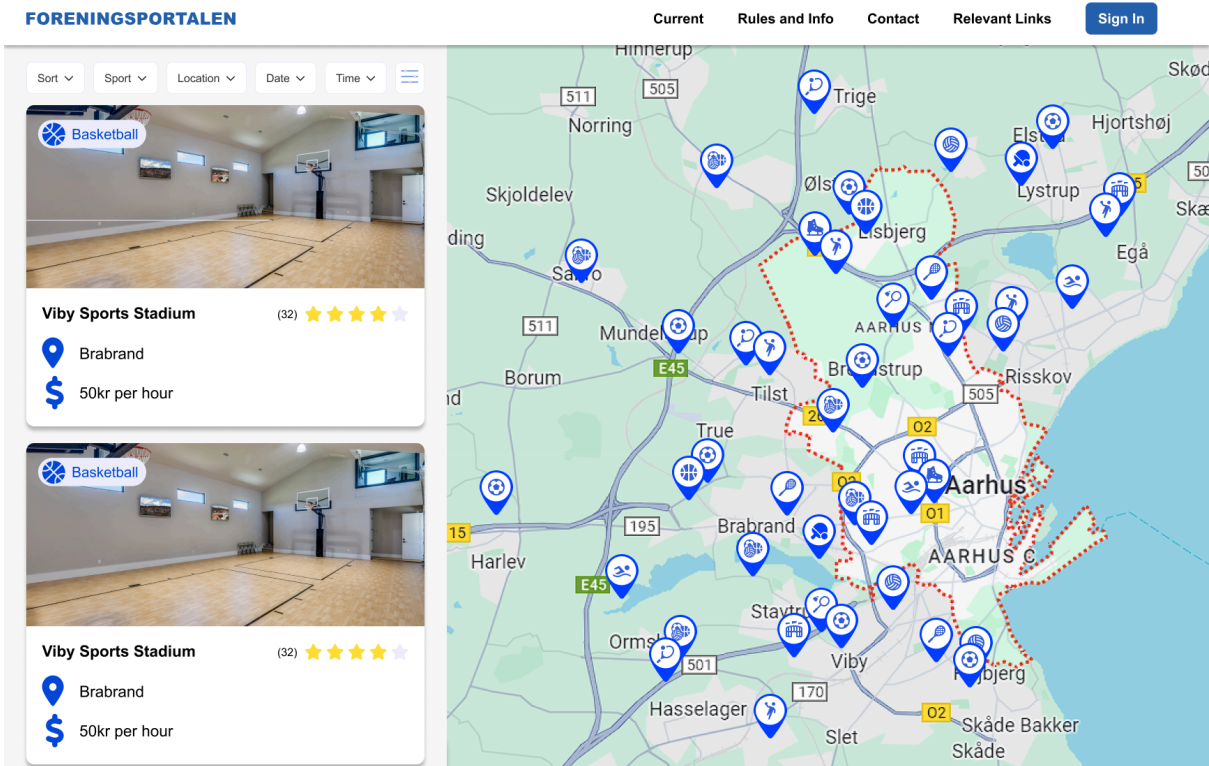 FORENINGSPORTALEN
Current Rules and Info Contact Relevant Links Sign In
Sort Sport Location Date Time
Basketball
Viby Sports Stadium (32)
Brabrand
50kr per hour
Basketball
Viby Sports Stadium (32)
Brabrand
50kr per hour
Hinnerup
505
511
Trige
Norring
Hjortshøj
Skjoldelev
Lystrup
Lisbjerg
Egå
511
AARHUS
Borum
E45
Risskov
Tilst
505
True
O2
Aarhus
15
195
Brabrand
O1
Harlev
AARHUS C
E45
Viby
501
170
Hasselager
O2
Slet
Skåde Bakker
Skåde